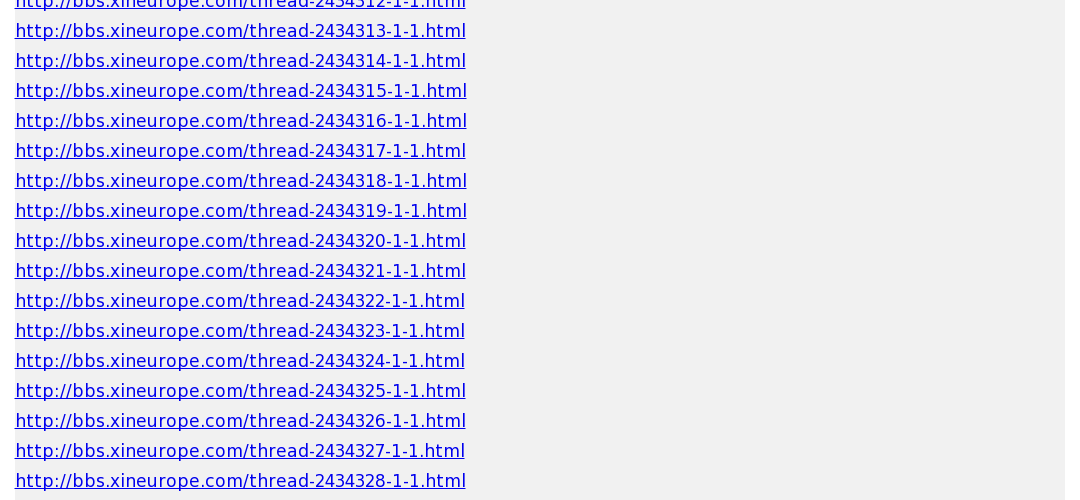 http://bbs.xineurope.com/thread-2434312-1-1.html
http://bbs.xineurope.com/thread-2434313-1-1.html
http://bbs.xineurope.com/thread-2434314-1-1.html
http://bbs.xineurope.com/thread-2434315-1-1.html
http://bbs.xineurope.com/thread-2434316-1-1.html
http://bbs.xineurope.com/thread-2434317-1-1.html
http://bbs.xineurope.com/thread-2434318-1-1.html
http://bbs.xineurope.com/thread-2434319-1-1.html
http://bbs.xineurope.com/thread-2434320-1-1.html
http://bbs.xineurope.com/thread-2434321-1-1.html
http://bbs.xineurope.com/thread-2434322-1-1.html
http://bbs.xineurope.com/thread-2434323-1-1.html
http://bbs.xineurope.com/thread-2434324-1-1.html
http://bbs.xineurope.com/thread-2434325-1-1.html
http://bbs.xineurope.com/thread-2434326-1-1.html
http://bbs.xineurope.com/thread-2434327-1-1.html
http://bbs.xineurope.com/thread-2434328-1-1.html